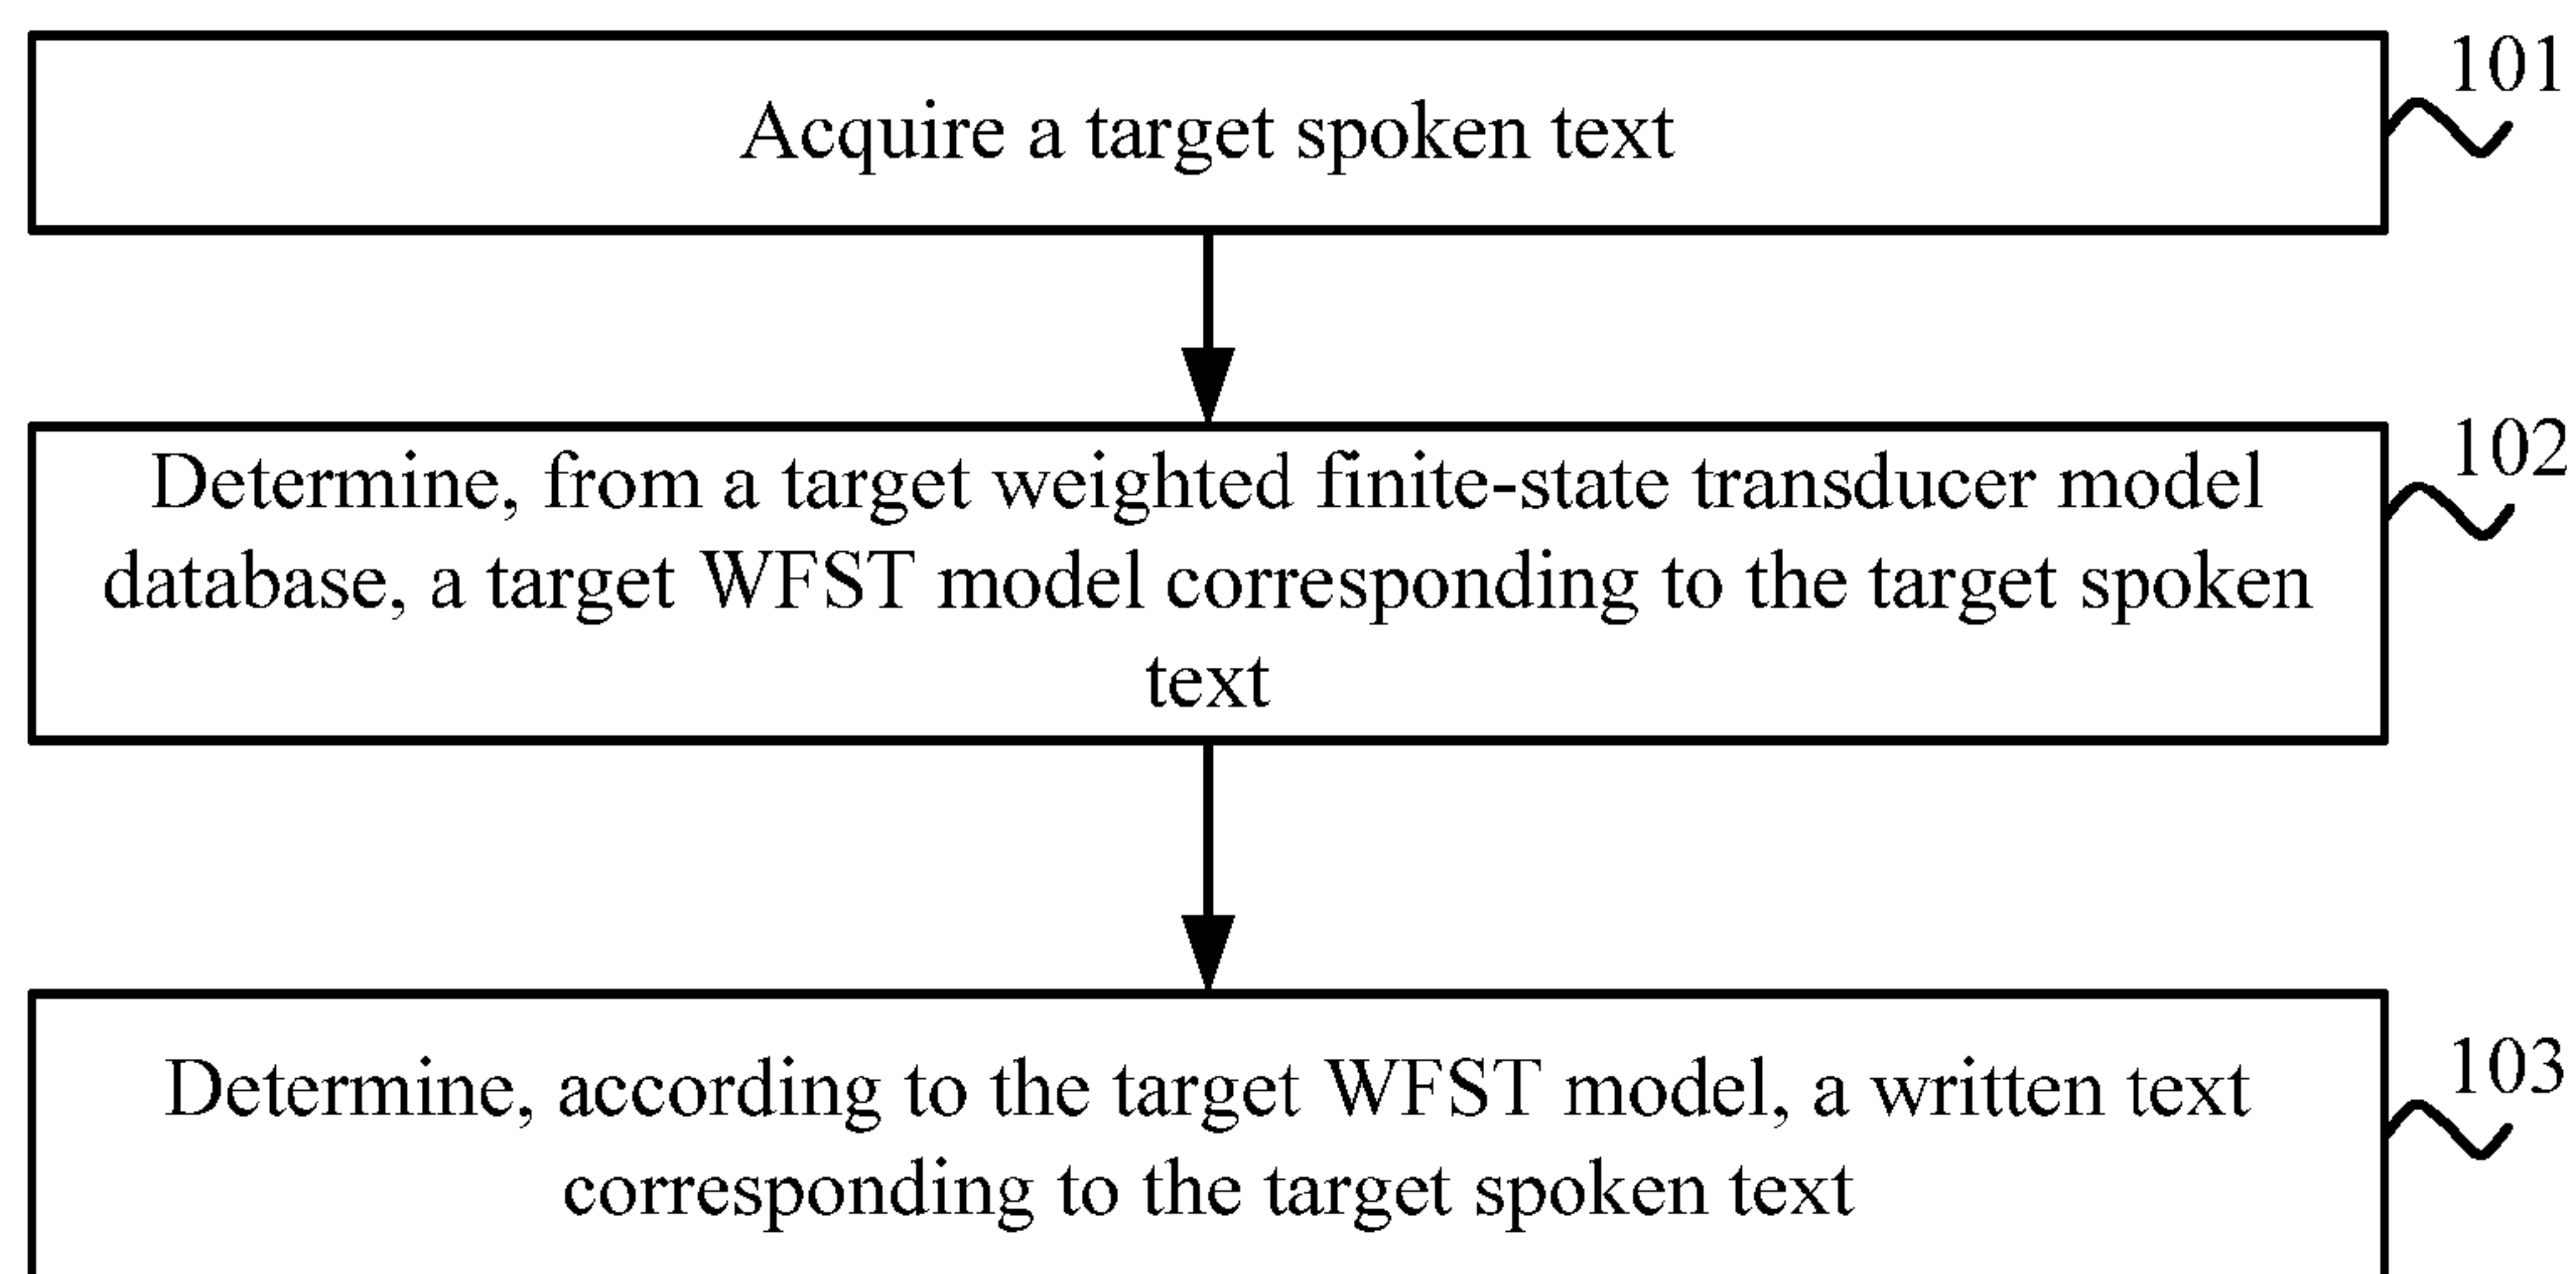 101
Acquire a target spoken text
102
Determine, from a target weighted finite-state transducer model
database, a target WFST model corresponding to the target spoken
text
103
Determine, according to the target WFST model, a written text
corresponding to the target spoken text